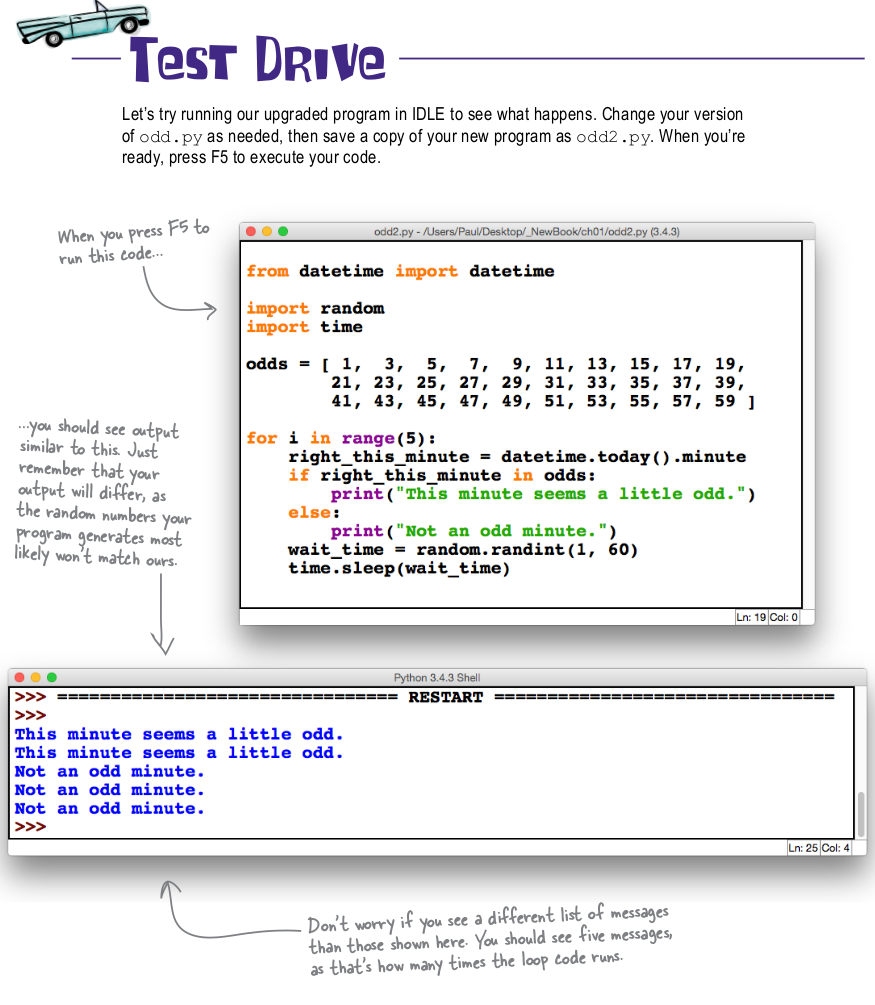 Test Drive
Let's try running our upgraded program in IDLE to see what happens. Change your version
of odd.py as needed, then save a copy of your new program as odd2.py. When you're
ready, press F5 to execute your code.
When you press F5 to
run this code...
odd2.py - /Users/Paul/Desktop/_NewBook/ch01/odd2.py (3.4.3)
from datetime import datetime
import random
import time
odds = [ 1,  3,  5,  7,  9, 11, 13, 15, 17, 19,
        21, 23, 25, 27, 29, 31, 33, 35, 37, 39,
        41, 43, 45, 47, 49, 51, 53, 55, 57, 59 ]
for i in range(5):
    right_this_minute = datetime.today().minute
    if right_this_minute in odds:
        print("This minute seems a little odd.")
    else:
        print("Not an odd minute.")
    wait_time = random.randint(1, 60)
    time.sleep(wait_time)
Ln: 19 Col: 0
...you should see output
similar to this. Just
remember that your
output will differ, as
the random numbers your
program generates most
likely won't match ours.
Python 3.4.3 Shell
>>> ================================ RESTART ================================
>>>
This minute seems a little odd.
This minute seems a little odd.
Not an odd minute.
Not an odd minute.
Not an odd minute.
>>>
Ln: 25 Col: 4
Don't worry if you see a different list of messages
than those shown here. You should see five messages,
as that's how many times the loop code runs.